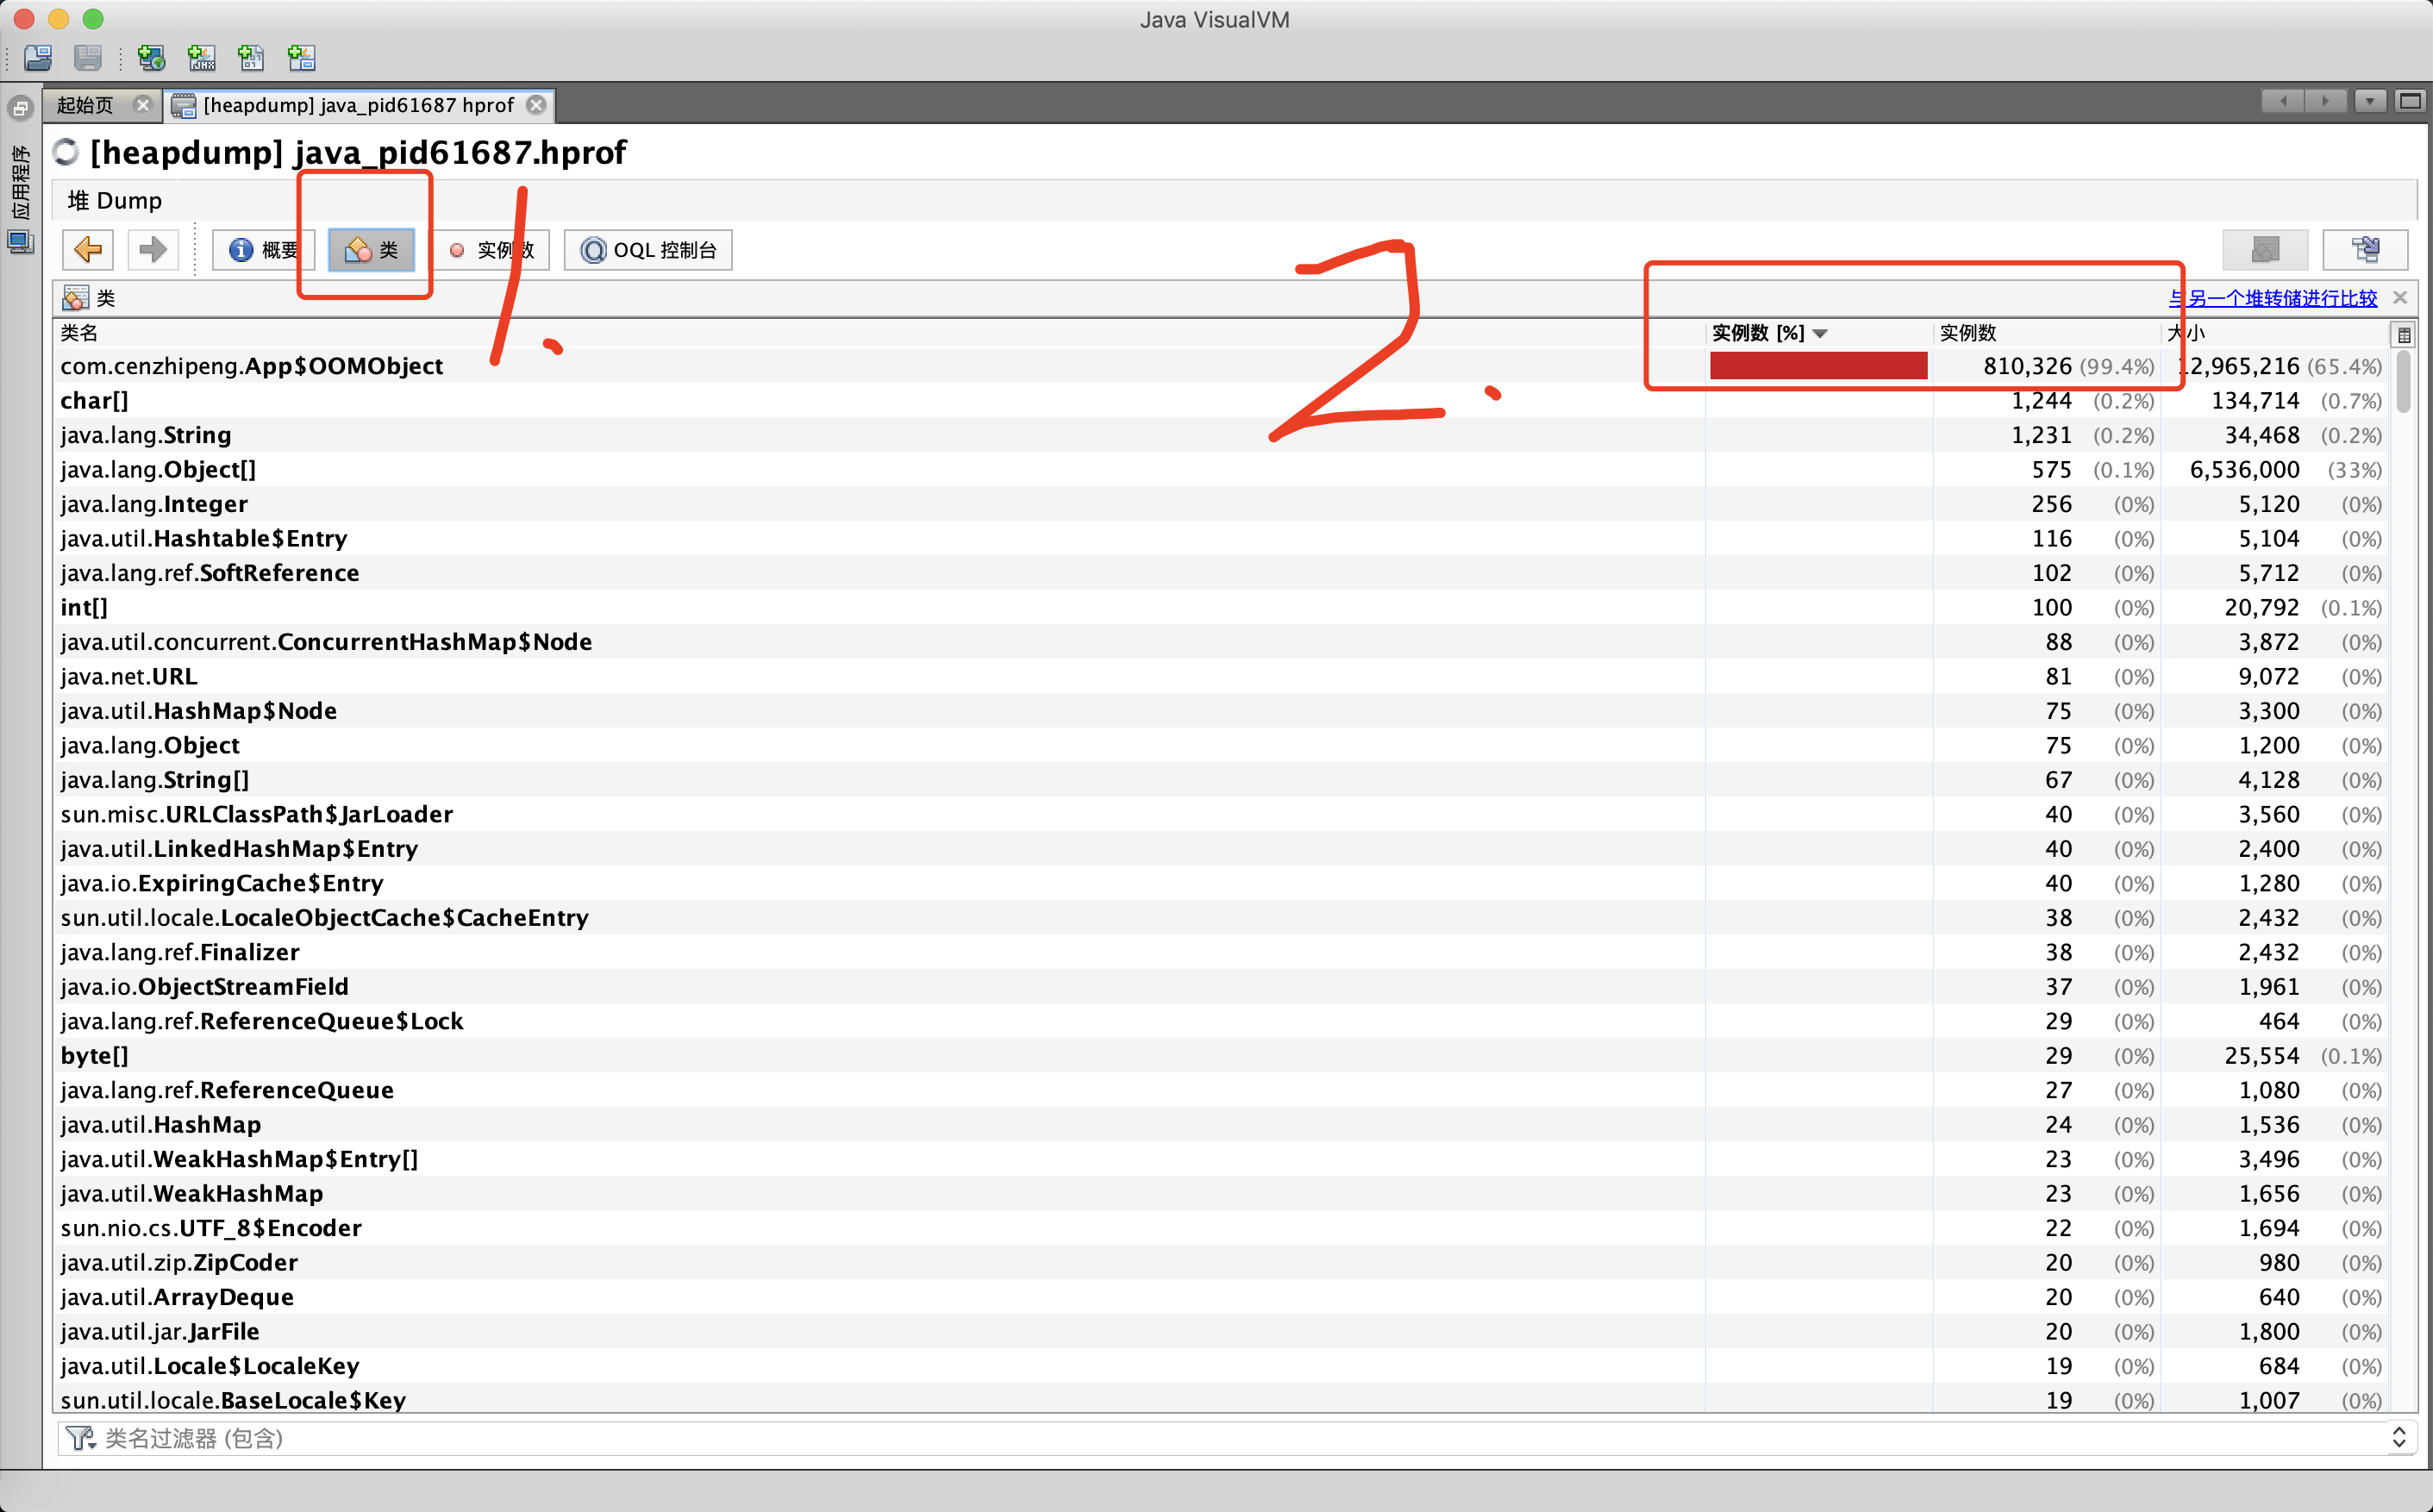 Java VisualVM
起始页
[heapdump] java_pid61687 hprof
应用程序
[heapdump] java_pid61687.hprof
堆 Dump
概要 类 实例数 OQL 控制台
1.
2.
类 与另一个堆转储进行比较
类名 实例数 [%] 实例数 大小
com.cenzhipeng.App$OOMObject 810,326 (99.4%) 12,965,216 (65.4%)
char[] 1,244 (0.2%) 134,714 (0.7%)
java.lang.String 1,231 (0.2%) 34,468 (0.2%)
java.lang.Object[] 575 (0.1%) 6,536,000 (33%)
java.lang.Integer 256 (0%) 5,120 (0%)
java.util.Hashtable$Entry 116 (0%) 5,104 (0%)
java.lang.ref.SoftReference 102 (0%) 5,712 (0%)
int[] 100 (0%) 20,792 (0.1%)
java.util.concurrent.ConcurrentHashMap$Node 88 (0%) 3,872 (0%)
java.net.URL 81 (0%) 9,072 (0%)
java.util.HashMap$Node 75 (0%) 3,300 (0%)
java.lang.Object 75 (0%) 1,200 (0%)
java.lang.String[] 67 (0%) 4,128 (0%)
sun.misc.URLClassPath$JarLoader 40 (0%) 3,560 (0%)
java.util.LinkedHashMap$Entry 40 (0%) 2,400 (0%)
java.io.ExpiringCache$Entry 40 (0%) 1,280 (0%)
sun.util.locale.LocaleObjectCache$CacheEntry 38 (0%) 2,432 (0%)
java.lang.ref.Finalizer 38 (0%) 2,432 (0%)
java.io.ObjectStreamField 37 (0%) 1,961 (0%)
java.lang.ref.ReferenceQueue$Lock 29 (0%) 464 (0%)
byte[] 29 (0%) 25,554 (0.1%)
java.lang.ref.ReferenceQueue 27 (0%) 1,080 (0%)
java.util.HashMap 24 (0%) 1,536 (0%)
java.util.WeakHashMap$Entry[] 23 (0%) 3,496 (0%)
java.util.WeakHashMap 23 (0%) 1,656 (0%)
sun.nio.cs.UTF_8$Encoder 22 (0%) 1,694 (0%)
java.util.zip.ZipCoder 20 (0%) 980 (0%)
java.util.ArrayDeque 20 (0%) 640 (0%)
java.util.jar.JarFile 20 (0%) 1,800 (0%)
java.util.Locale$LocaleKey 19 (0%) 684 (0%)
sun.util.locale.BaseLocale$Key 19 (0%) 1,007 (0%)
类名过滤器 (包含)